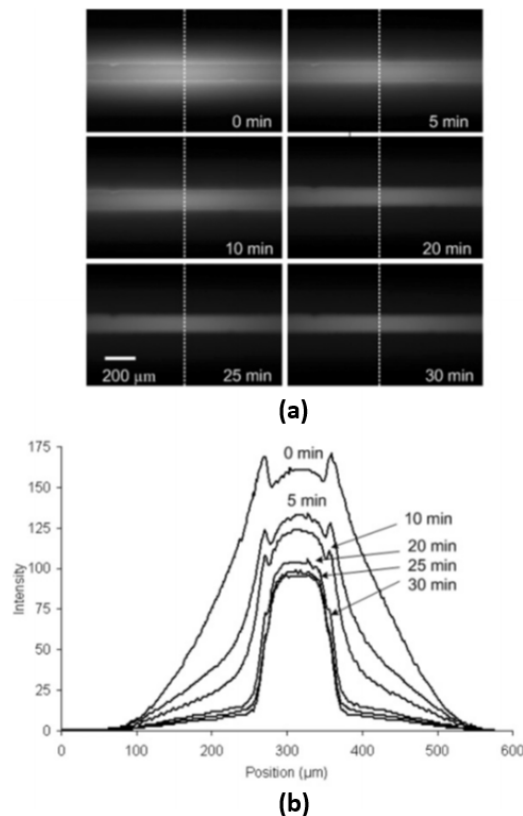 0 min
5 min
10 min
20 min
200 μm
25 min
30 min
(a)
175
150
125
100
75
50
25
0
Intensity
0 min
5 min
10 min
20 min
25 min
30 min
0
100
200
300
400
500
600
Position (μm)
(b)